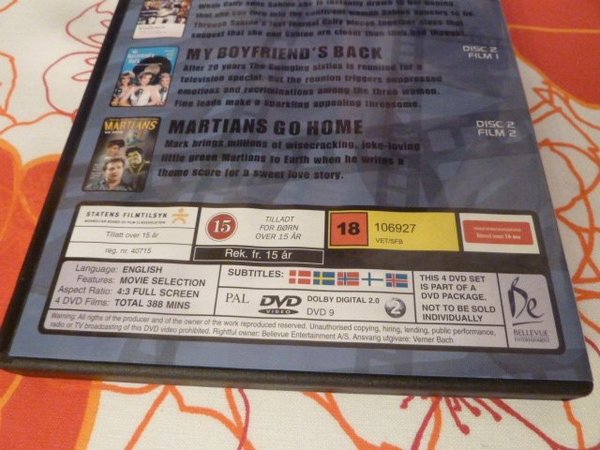 MY BOYFRIEND'S BACK
DISC 2
FILM 1
After 20 years The Swinging sixties is reunited for a
television special. But the reunion triggers suppressed
emotions and recriminations among the three women.
Fine leads make a sparkling appealing threesome.
MARTIANS
MARTIANS GO HOME
DISC 2
FILM 2
Mark brings millions of wisecracking, joke-loving
little green Martians to Earth when he writes a
theme score for a sweet love story.
STATENS FILMTILSYN
Tillatt over 15 år
reg. nr. 40715
15
TILLADT
FOR BØRN
OVER 15 ÅR
Rek. fr. 15 år
18
106927
VET/SFB
Language: ENGLISH
Features: MOVIE SELECTION
Aspect Ratio: 4:3 FULL SCREEN
4 DVD Films: TOTAL 388 MINS
SUBTITLES:
PAL
DVD
VIDEO
DOLBY DIGITAL 2.0
DVD 9
2
THIS 4 DVD SET
IS PART OF A
DVD PACKAGE.
NOT TO BE SOLD
INDIVIDUALLY
Be
BELLEVUE
ENTERTAINMENT
Warning: All rigths of the producer and of the owner of the work reproduced reserved. Unauthorised copying, hiring, lending, public performance,
radio or TV broadcasting of this DVD video prohibited. Rightful owner: Bellevue Entertainment A/S. Ansvarig utgivare: Verner Bach